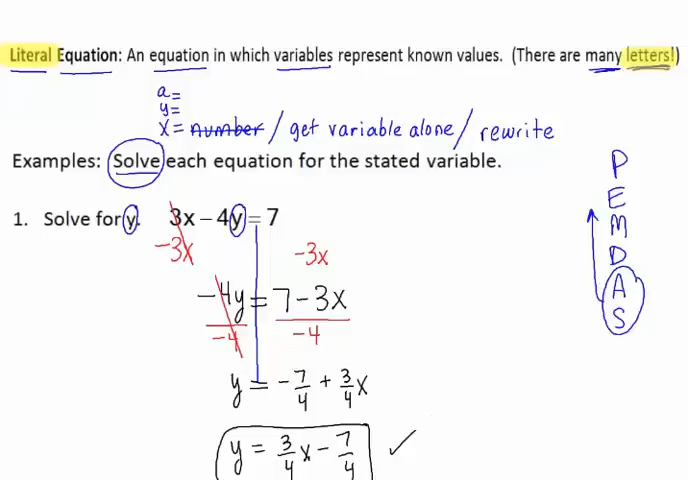 Literal Equation: An equation in which variables represent known values. (There are many letters!)
a=
y=
x = number / get variable alone / rewrite
Examples: Solve each equation for the stated variable.
P
E
M
D
A
S
1. Solve for y. 3x – 4y = 7
-3x -3x
-4y = 7 - 3x
-4 -4
y = - 7/4 + 3/4 x
y = 3/4 x - 7/4 ✓